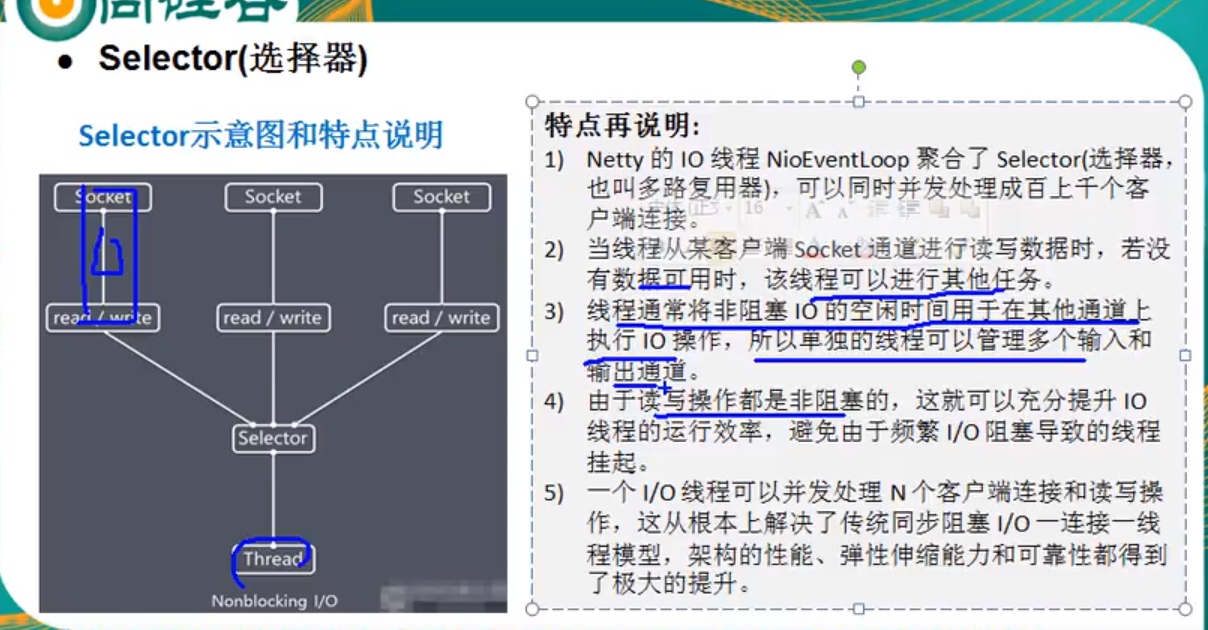 尚硅谷
● Selector(选择器)
Selector示意图和特点说明
Socket
Socket
Socket
read / write
read / write
read / write
Selector
Thread
Nonblocking I/O
特点再说明:
1) Netty 的 IO 线程 NioEventLoop 聚合了 Selector(选择器,
也叫多路复用器),可以同时并发处理成百上千个客
户端连接。
16
2) 当线程从某客户端 Socket 通道进行读写数据时,若没
有数据可用时,该线程可以进行其他任务。
3) 线程通常将非阻塞 IO 的空闲时间用于在其他通道上
执行 IO 操作,所以单独的线程可以管理多个输入和
输出通道。
4) 由于读写操作都是非阻塞的,这就可以充分提升 IO
线程的运行效率,避免由于频繁 I/O 阻塞导致的线程
挂起。
5) 一个 I/O 线程可以并发处理 N 个客户端连接和读写操
作,这从根本上解决了传统同步阻塞 I/O 一连接一线
程模型,架构的性能、弹性伸缩能力和可靠性都得到
了极大的提升。